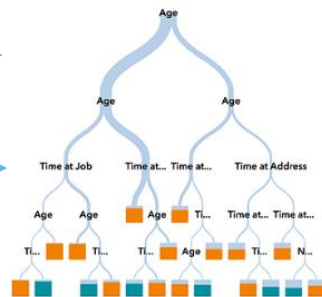 Age
Age Age
Time at Job Time at... Time at... Time at Address
Age Age Age Ti... Time at... Time at...
Ti... Ti... Ti... Age Ti... N...